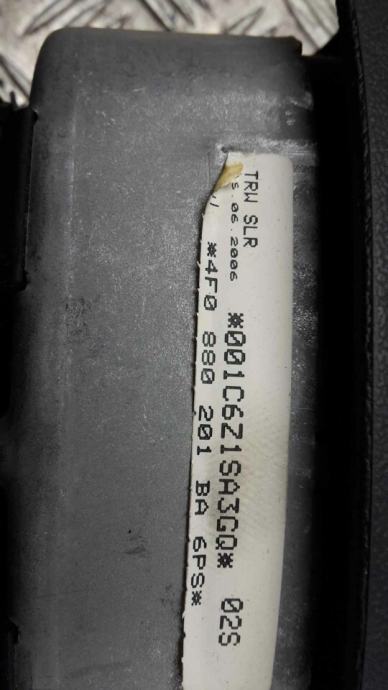 TRW SLR
5.06.2006
*001C6Z1SA3GQ* 02S
*4F0 880 201 BA 6PS*